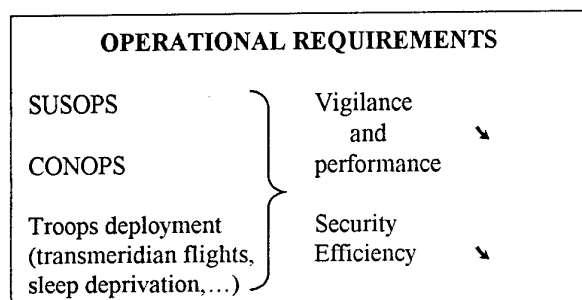 OPERATIONAL REQUIREMENTS
SUSOPS
CONOPS
Troops deployment
(transmeridian flights,
sleep deprivation,...)
Vigilance
and
performance ➘
Security
Efficiency ➘